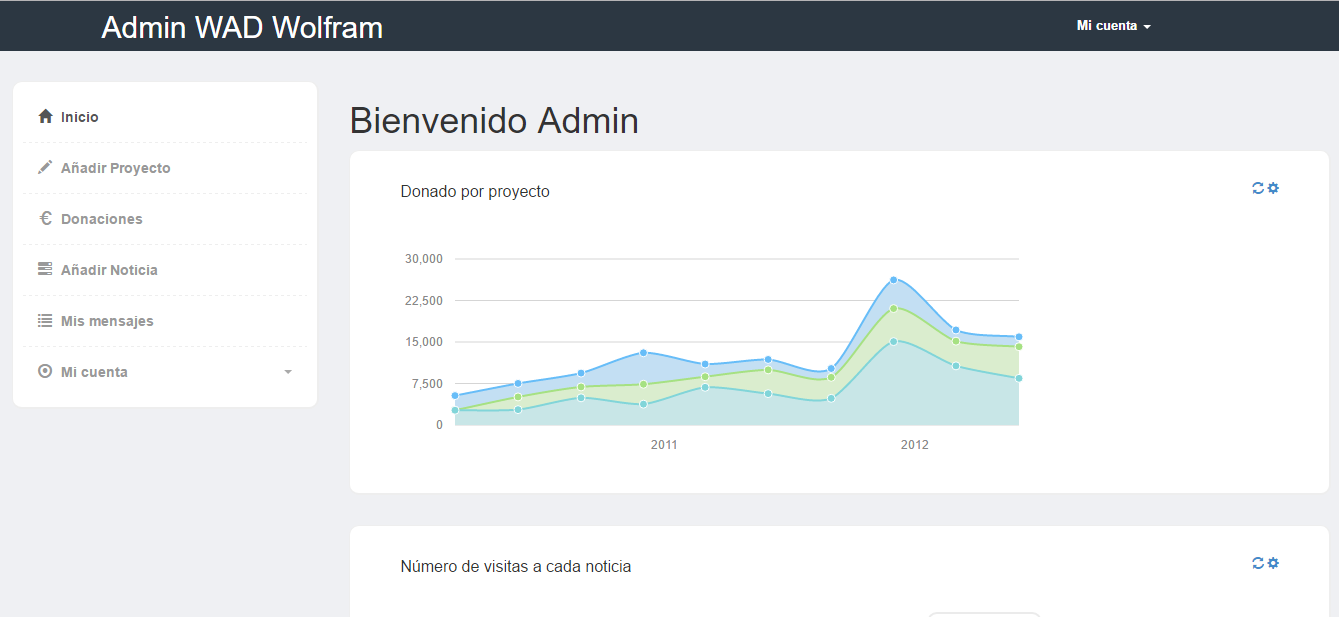 Admin WAD Wolfram
Mi cuenta
Inicio
Añadir Proyecto
Donaciones
Añadir Noticia
Mis mensajes
Mi cuenta
Bienvenido Admin
Donado por proyecto
30,000
22,500
15,000
7,500
0
2011
2012
Número de visitas a cada noticia